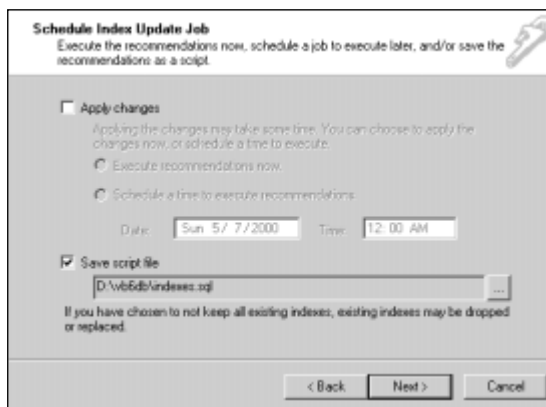 Schedule Index Update Job
Execute the recommendations now, schedule a job to execute later, and/or save the
recommendations as a script.
Apply changes
Applying the changes may take some time. You can choose to apply the
changes now, or schedule a time to execute.
Execute recommendations now.
Schedule a time to execute recommendations
Date: Sun 5/ 7/2000 Time: 12:00 AM
Save script file
D:\vb6db\indexes.sql ...
If you have chosen to not keep all existing indexes, existing indexes may be dropped
or replaced.
< Back Next > Cancel